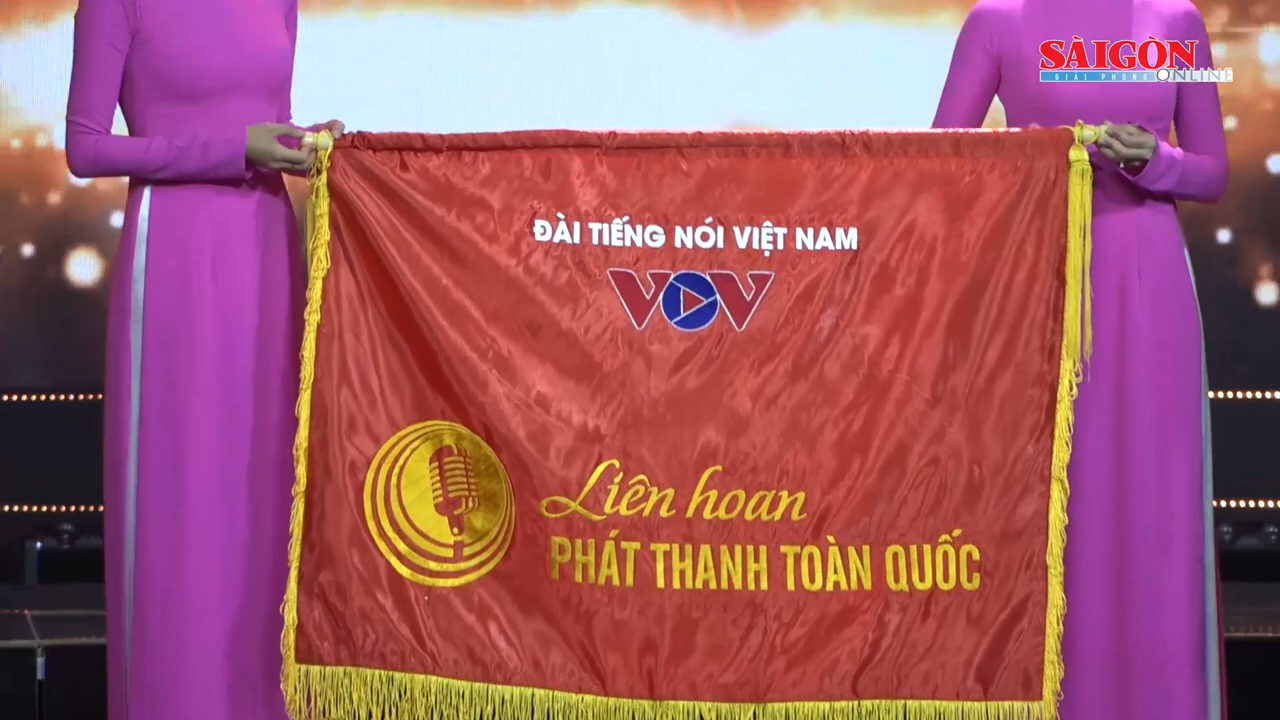 SÀIGÒN
GIẢI PHÓNG ONLINE
ĐÀI TIẾNG NÓI VIỆT NAM
VOV
Liên hoan
PHÁT THANH TOÀN QUỐC